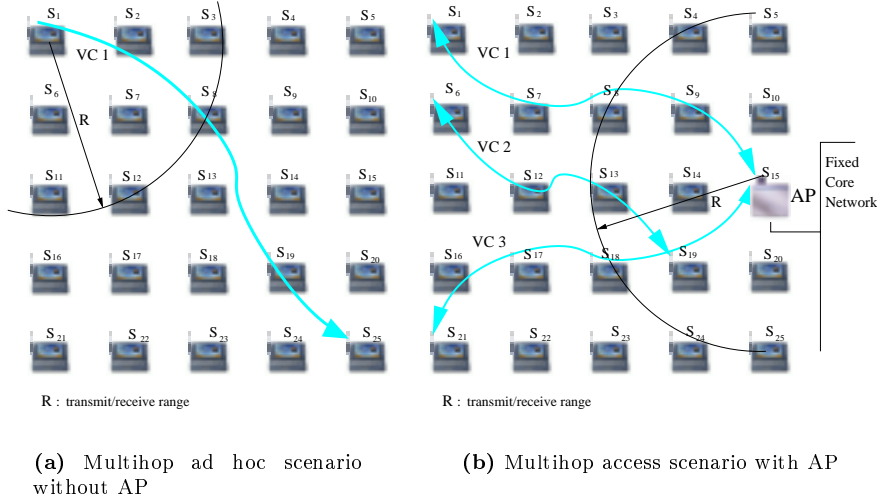 S1 S2 S3 S4 S5
VC 1
S6 S7 S8 S9 S10
R
S11 S12 S13 S14 S15
S16 S17 S18 S19 S20
S21 S22 S23 S24 S25
R : transmit/receive range
(a) Multihop ad hoc scenario
without AP
S1 S2 S3 S4 S5
VC 1
S6 S7 S8 S9 S10
VC 2
S11 S12 S13 S14 S15
R
AP
Fixed
Core
Network
VC 3
S16 S17 S18 S19 S20
S21 S22 S23 S24 S25
R : transmit/receive range
(b) Multihop access scenario with AP